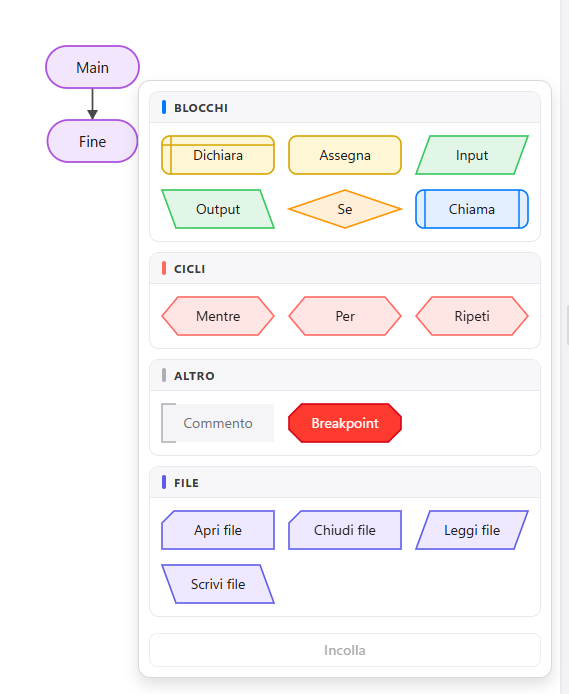 Main
Fine
BLOCCHI
Dichiara Assegna Input
Output Se Chiama
CICLI
Mentre Per Ripeti
ALTRO
Commento Breakpoint
FILE
Apri file Chiudi file Leggi file
Scrivi file
Incolla